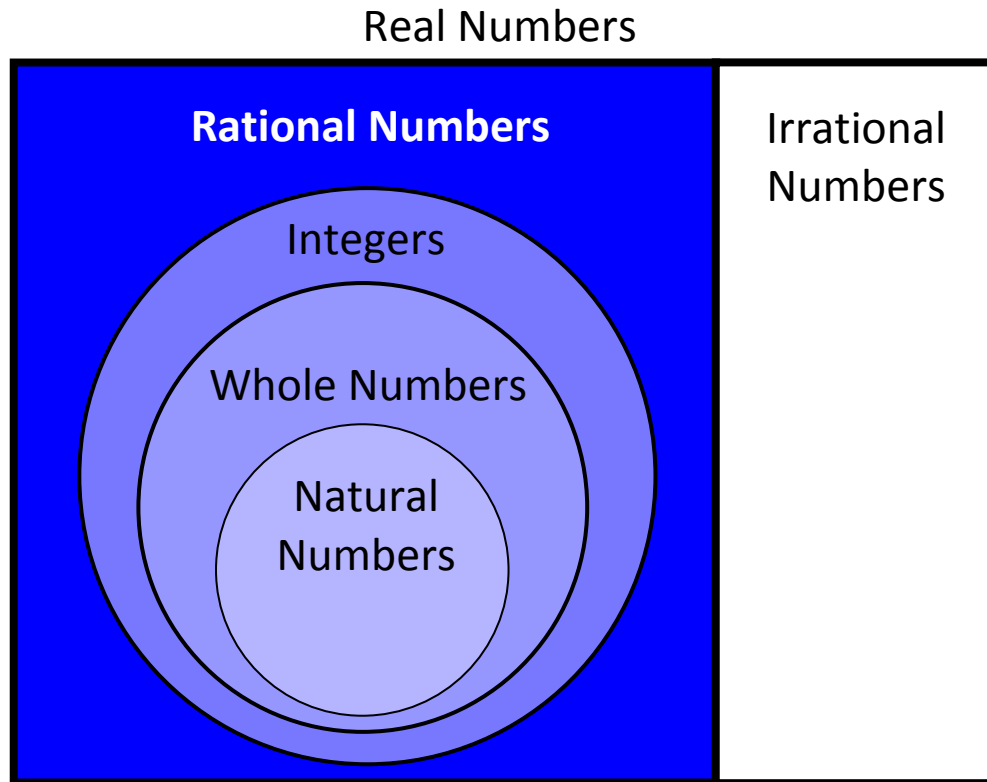 Real Numbers
Rational Numbers
Irrational
Numbers
Integers
Whole Numbers
Natural
Numbers